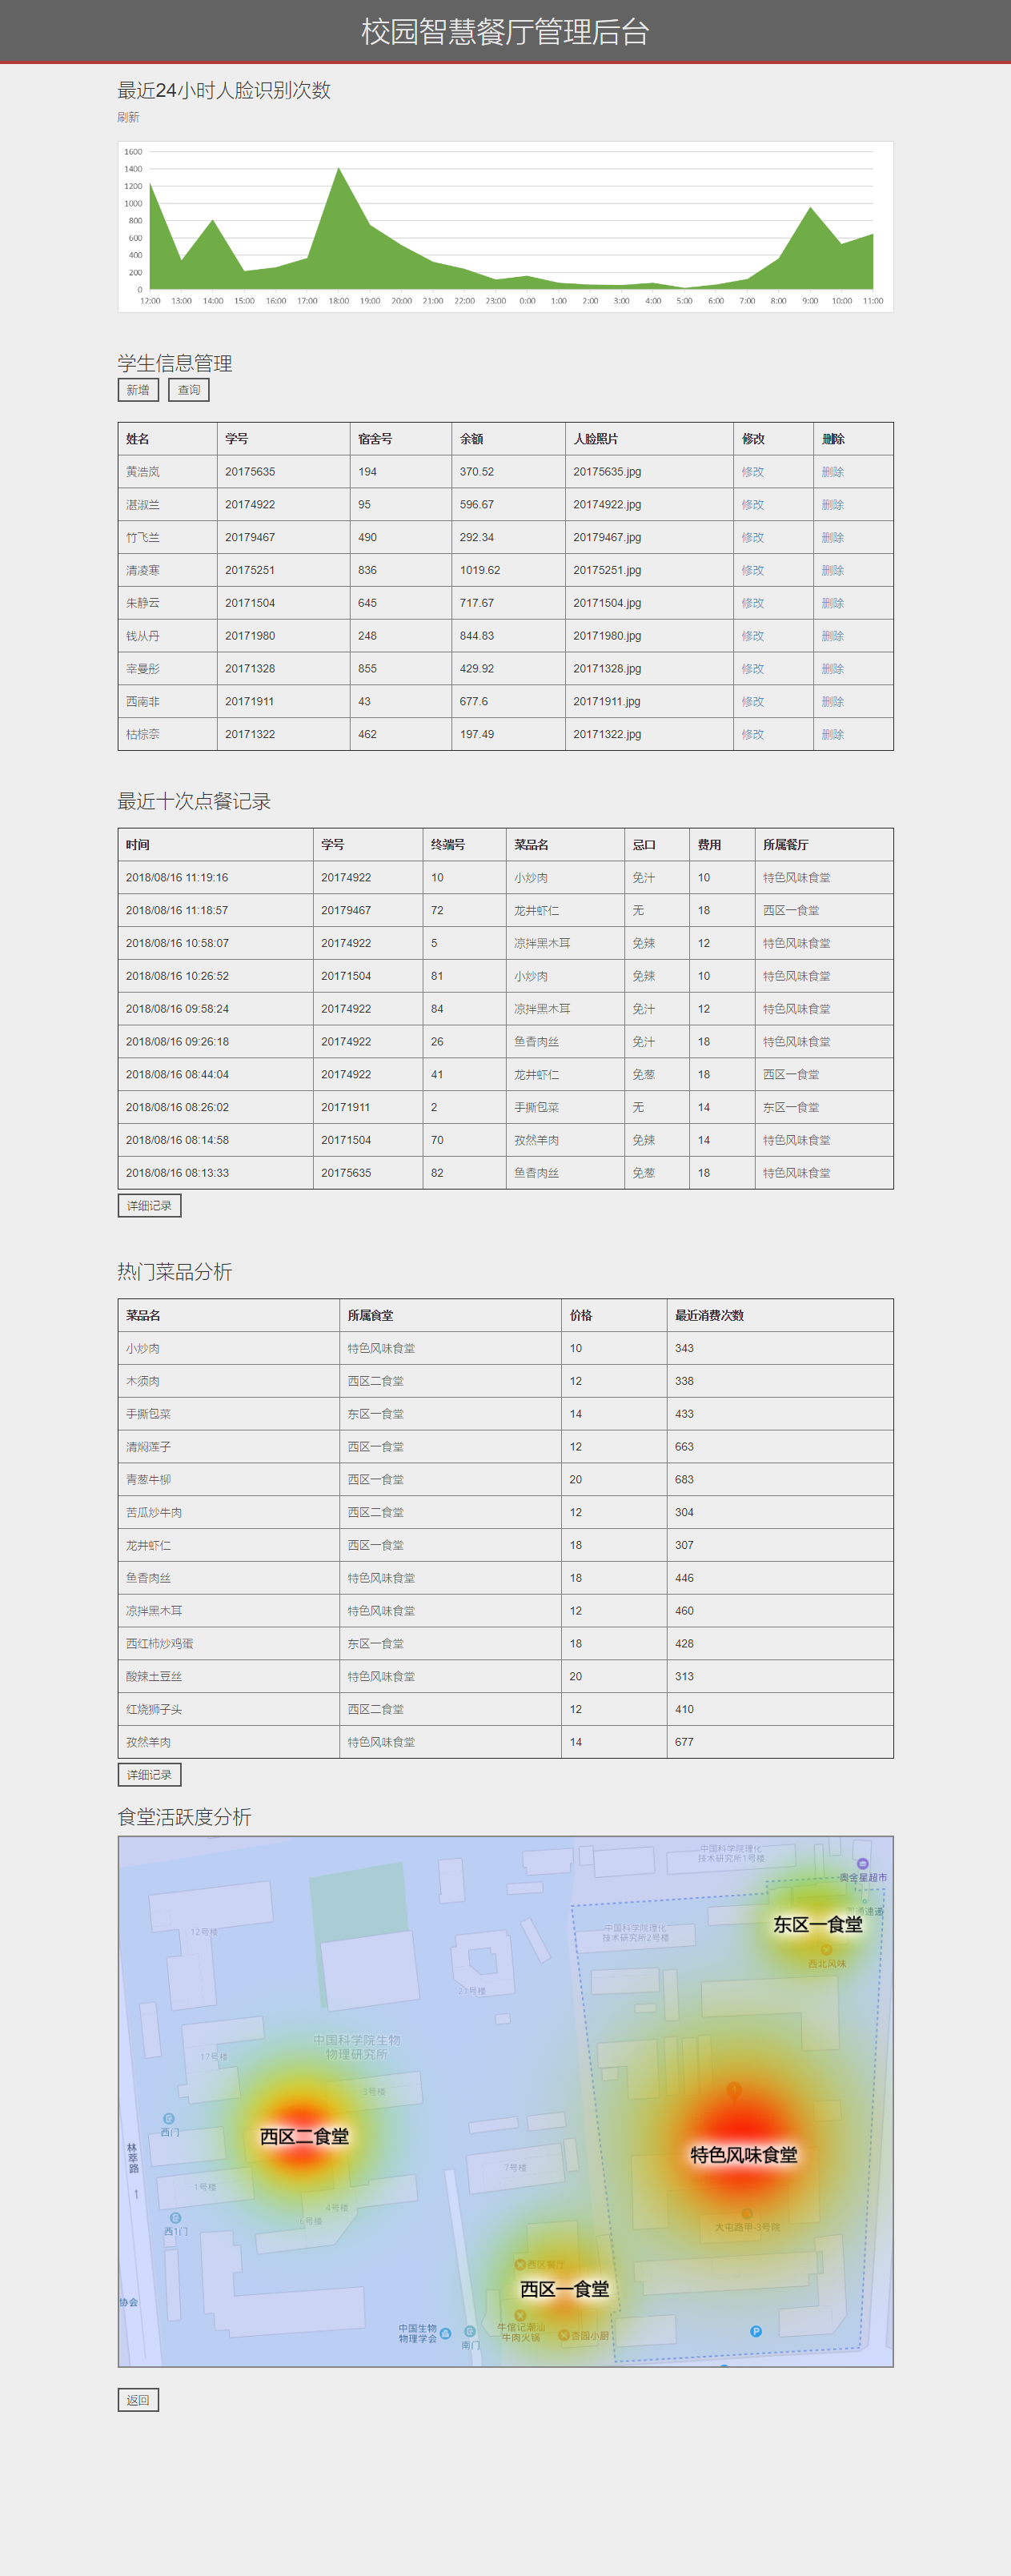 校园智慧餐厅管理后台
最近24小时人脸识别次数
刷新
1600
1400
1200
1000
800
600
400
200
0
12:00 13:00 14:00 15:00 16:00 17:00 18:00 19:00 20:00 21:00 22:00 23:00 0:00 1:00 2:00 3:00 4:00 5:00 6:00 7:00 8:00 9:00 10:00 11:00
学生信息管理
新增 查询
姓名 学号 宿舍号 余额 人脸照片 修改 删除
黄浩岚 20175635 194 370.52 20175635.jpg 修改 删除
湛淑兰 20174922 95 596.67 20174922.jpg 修改 删除
竹飞兰 20179467 490 292.34 20179467.jpg 修改 删除
清凌寒 20175251 836 1019.62 20175251.jpg 修改 删除
朱静云 20171504 645 717.67 20171504.jpg 修改 删除
钱从丹 20171980 248 844.83 20171980.jpg 修改 删除
宰曼彤 20171328 855 429.92 20171328.jpg 修改 删除
西南非 20171911 43 677.6 20171911.jpg 修改 删除
枯棕柰 20171322 462 197.49 20171322.jpg 修改 删除
最近十次点餐记录
时间 学号 终端号 菜品名 忌口 费用 所属餐厅
2018/08/16 11:19:16 20174922 10 小炒肉 免汁 10 特色风味食堂
2018/08/16 11:18:57 20179467 72 龙井虾仁 无 18 西区一食堂
2018/08/16 10:58:07 20174922 5 凉拌黑木耳 免辣 12 特色风味食堂
2018/08/16 10:26:52 20171504 81 小炒肉 免辣 10 特色风味食堂
2018/08/16 09:58:24 20174922 84 凉拌黑木耳 免汁 12 特色风味食堂
2018/08/16 09:26:18 20174922 26 鱼香肉丝 免汁 18 特色风味食堂
2018/08/16 08:44:04 20174922 41 龙井虾仁 免葱 18 西区一食堂
2018/08/16 08:26:02 20171911 2 手撕包菜 无 14 东区一食堂
2018/08/16 08:14:58 20171504 70 孜然羊肉 免辣 14 特色风味食堂
2018/08/16 08:13:33 20175635 82 鱼香肉丝 免葱 18 特色风味食堂
详细记录
热门菜品分析
菜品名 所属食堂 价格 最近消费次数
小炒肉 特色风味食堂 10 343
木须肉 西区二食堂 12 338
手撕包菜 东区一食堂 14 433
清焖莲子 西区一食堂 12 663
青葱牛柳 西区一食堂 20 683
苦瓜炒牛肉 西区二食堂 12 304
龙井虾仁 西区一食堂 18 307
鱼香肉丝 特色风味食堂 18 446
凉拌黑木耳 特色风味食堂 12 460
西红柿炒鸡蛋 东区一食堂 18 428
酸辣土豆丝 特色风味食堂 20 313
红烧狮子头 西区二食堂 12 410
孜然羊肉 特色风味食堂 14 677
详细记录
食堂活跃度分析
中国科学院理化
技术研究所1号楼
奥金星超市
东区一食堂
中国科学院理化
技术研究所2号楼
12号楼
西北风味
21号楼
中国科学院生物
物理研究所
17号楼
3号楼
西门
西区二食堂
特色风味食堂
林萃路
7号楼
1号楼
4号楼
西1门
大屯路甲-3号院
西区餐厅
西区一食堂
协会
中国生物
物理学会
南门
牛倌记潮汕
牛肉火锅
杏园小厨
P
返回